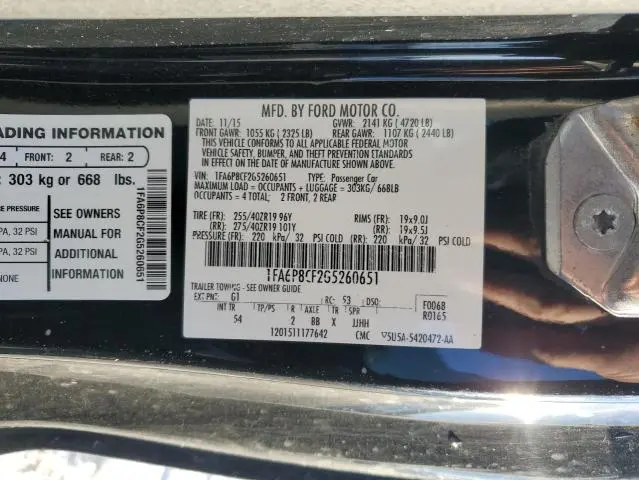 ADING INFORMATION
4 FRONT: 2 REAR: 2
: 303 kg or 668 lbs.
E PRESSURE
PA, 32 PSI
PA, 32 PSI
NONE
SEE OWNERS
MANUAL FOR
ADDITIONAL
INFORMATION
1FA6P8CF2G5260651
MFD. BY FORD MOTOR CO.
DATE: 11/15 GVWR: 2141 KG (4720 LB)
FRONT GAWR: 1055 KG (2325 LB) REAR GAWR: 1107 KG (2440 LB)
THIS VEHICLE CONFORMS TO ALL APPLICABLE FEDERAL MOTOR
VEHICLE SAFETY, BUMPER, AND THEFT PREVENTION STANDARDS
IN EFFECT ON THE DATE OF MANUFACTURE SHOWN ABOVE.
VIN: 1FA6P8CF2G5260651 TYPE: Passenger Car
MAXIMUM LOAD = OCCUPANTS + LUGGAGE = 303KG/ 668LB
OCCUPANTS = 4 TOTAL: 2 FRONT, 2 REAR
TIRE (FR): 255/40ZR19 96Y RIMS (FR): 19x9.0J
(RR): 275/40ZR19 101Y (RR): 19x9.5J
PRESSURE (FR): 220 kPa/ 32 PSI COLD (RR): 220 kPa/ 32 PSI COLD
1FA6P8CF2G5260651
TRAILER TOWING - SEE OWNER GUIDE
EXT PNT: G1 RC: 53 DSO: F0068
INT TR TP/PS R AXLE TR SPR R0165
54 2 BB X JJHH
1201511177642 CMC 5U5A-5420472-AA